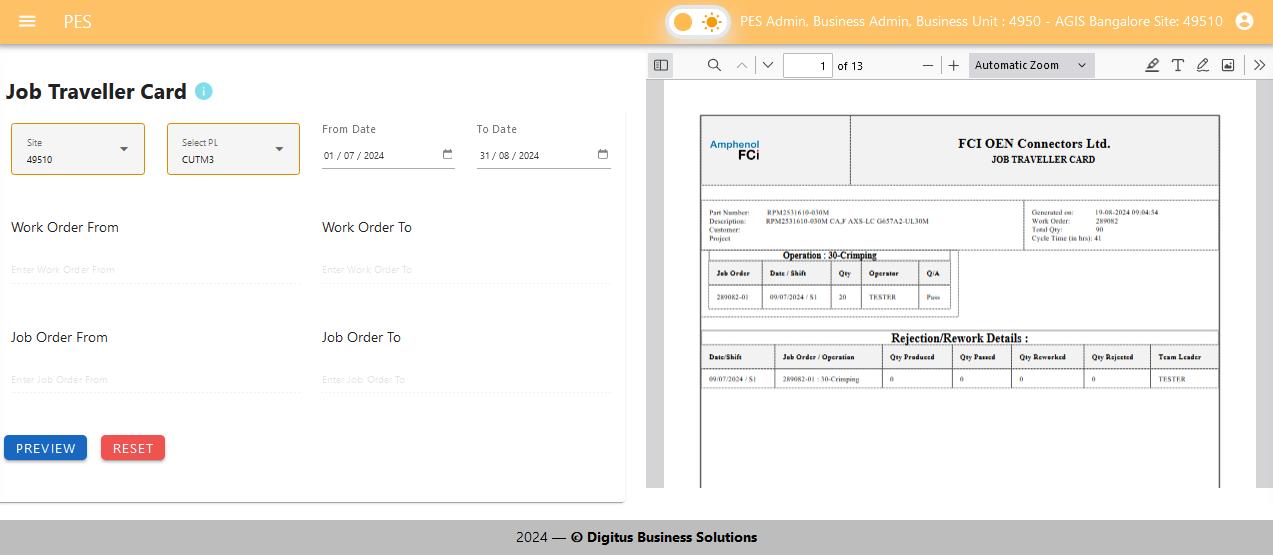 PES
PES Admin, Business Admin, Business Unit : 4950 - AGIS Bangalore Site: 49510
Job Traveller Card i
Site
49510
Select PL
CUTM3
From Date
01 / 07 / 2024
To Date
31 / 08 / 2024
Work Order From
Work Order To
Enter Work Order From
Enter Work Order To
Job Order From
Job Order To
Enter Job Order From
Enter Job Order To
PREVIEW
RESET
1 of 13
Automatic Zoom
Amphenol
FCi
FCI OEN Connectors Ltd.
JOB TRAVELLER CARD
Part Number: RPM2531610-030M
Description: RPM2531610-030M CA,F AXS-LC G657A2-UL30M
Customer:
Project
Generated on: 19-08-2024 09:04:54
Work Order: 289082
Total Qty: 90
Cycle Time (in hrs): 41
Operation : 30-Crimping
Job Order Date / Shift Qty Operator Q/A
289082-01 09/07/2024 / S1 20 TESTER Pass
Rejection/Rework Details :
Date/Shift Job Order / Operation Qty Produced Qty Passed Qty Reworked Qty Rejected Team Leader
09/07/2024 / S1 289082-01 : 30-Crimping 0 0 0 0 TESTER
2024 — © Digitus Business Solutions